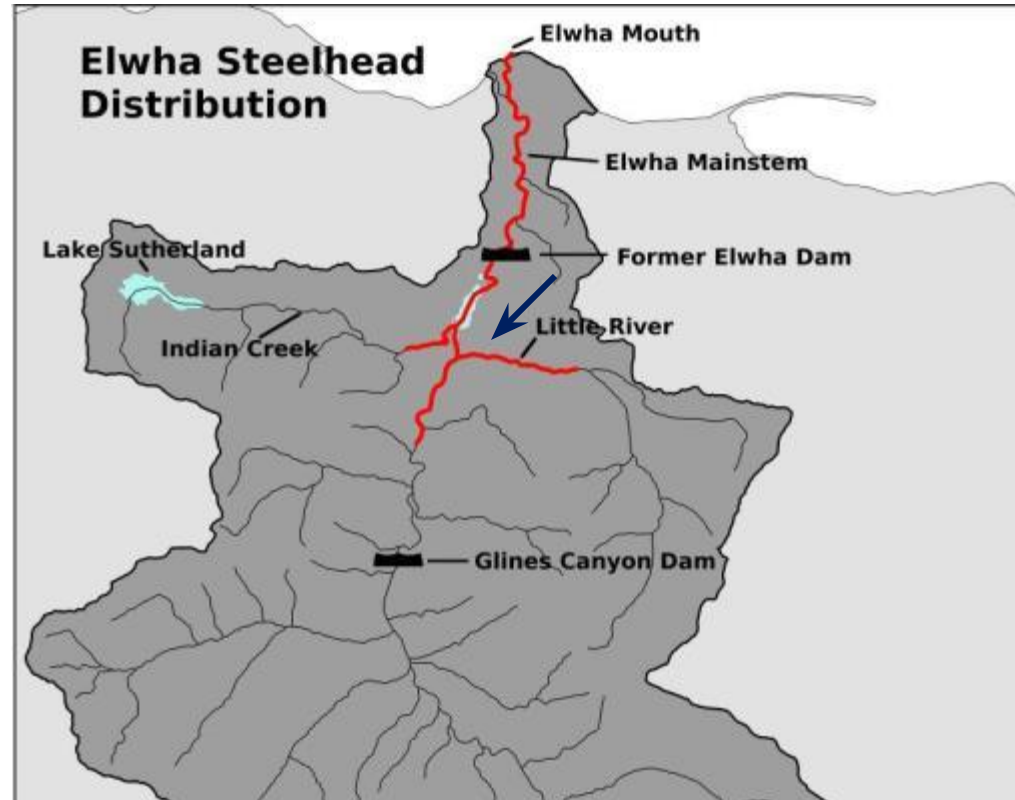 Elwha Steelhead
Distribution
Elwha Mouth
Elwha Mainstem
Lake Sutherland
Former Elwha Dam
Little River
Indian Creek
Glines Canyon Dam